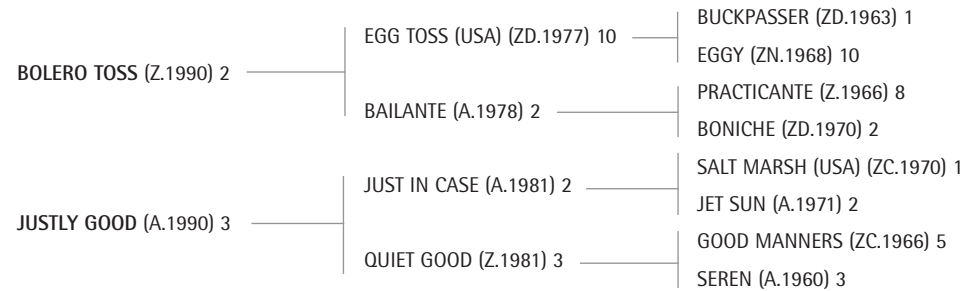 BUCKPASSER (ZD.1963) 1
EGG TOSS (USA) (ZD.1977) 10
EGGY (ZN.1968) 10
BOLERO TOSS (Z.1990) 2
PRACTICANTE (Z.1966) 8
BAILANTE (A.1978) 2
BONICHE (ZD.1970) 2
SALT MARSH (USA) (ZC.1970) 1
JUST IN CASE (A.1981) 2
JET SUN (A.1971) 2
JUSTLY GOOD (A.1990) 3
GOOD MANNERS (ZC.1966) 5
QUIET GOOD (Z.1981) 3
SEREN (A.1960) 3